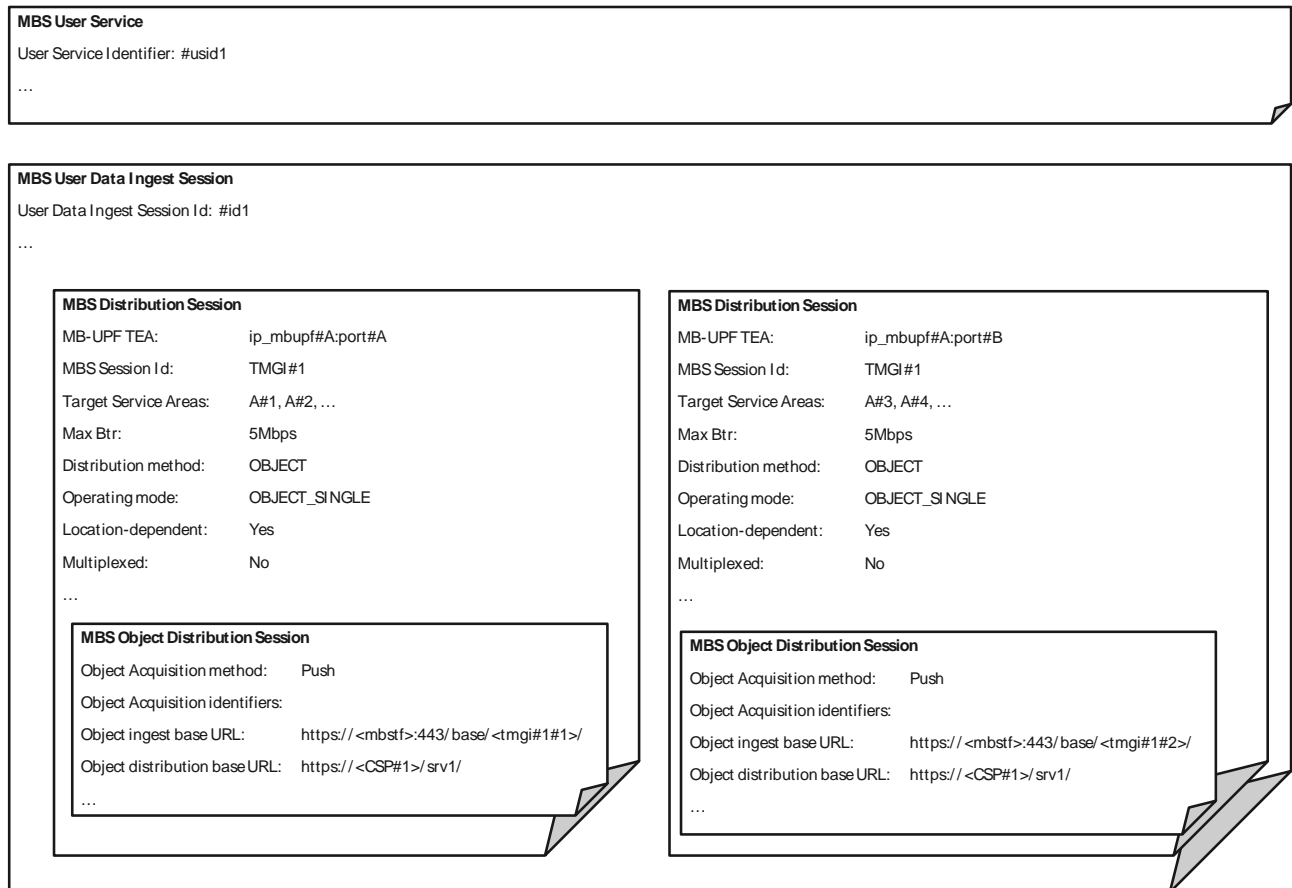 MBS User Service
User Service Identifier: #usid1
…
MBS User Data Ingest Session
User Data Ingest Session Id: #id1
…
MBS Distribution Session
MB-UPF TEA: ip_mbupf#A:port#A
MBS Session Id: TMGI#1
Target Service Areas: A#1, A#2, …
Max Btr: 5Mbps
Distribution method: OBJECT
Operating mode: OBJECT_SINGLE
Location-dependent: Yes
Multiplexed: No
…
MBS Object Distribution Session
Object Acquisition method: Push
Object Acquisition identifiers:
Object ingest base URL: https://<mbstf>:443/base/<tmgi#1#1>/
Object distribution base URL: https://<CSP#1>/srv1/
…
MBS Distribution Session
MB-UPF TEA: ip_mbupf#A:port#B
MBS Session Id: TMGI#1
Target Service Areas: A#3, A#4, …
Max Btr: 5Mbps
Distribution method: OBJECT
Operating mode: OBJECT_SINGLE
Location-dependent: Yes
Multiplexed: No
…
MBS Object Distribution Session
Object Acquisition method: Push
Object Acquisition identifiers:
Object ingest base URL: https://<mbstf>:443/base/<tmgi#1#2>/
Object distribution base URL: https://<CSP#1>/srv1/
…